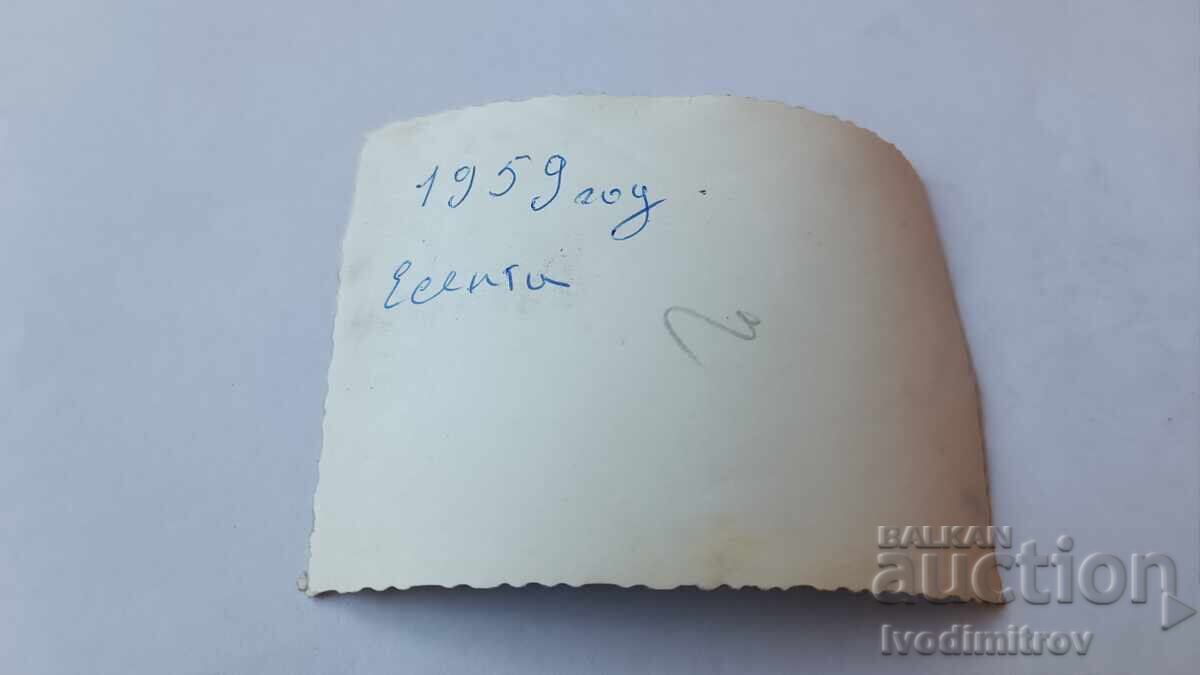 1959 год.
Есента
BALKAN
auction
Ivodimitrov